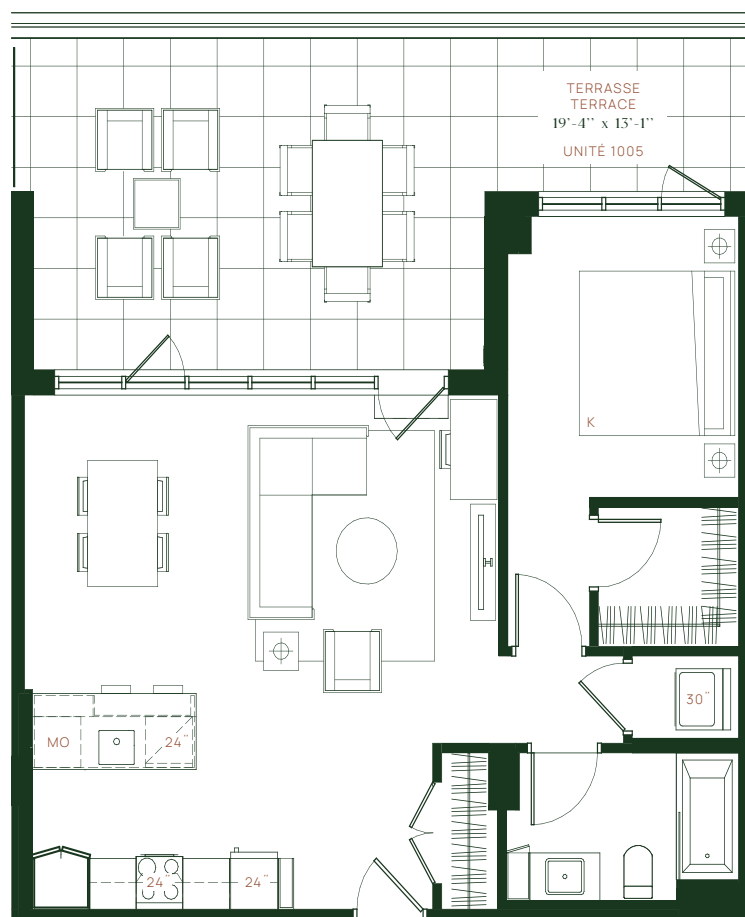 TERRASSE
TERRACE
19'-4'' x 13'-1''
UNITÉ 1005
K
30''
MO
24''
24''
24''